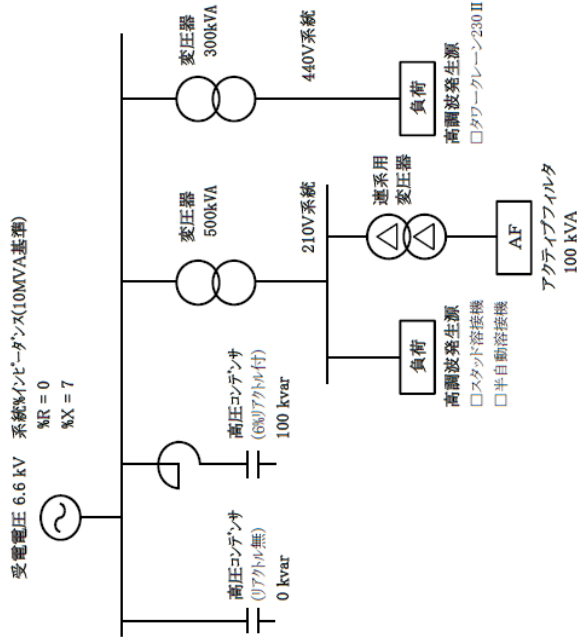 受電電圧 6.6 kV 系統%インピーダンス(10MVA基準)
%R = 0
%X = 7
高圧コンデンサ
(リアクトル無)
0 kvar
高圧コンデンサ
(6%リアクトル付)
100 kvar
変圧器
500kVA
変圧器
300kVA
210V系統
440V系統
負荷
高調波発生源
□スタッド溶接機
□半自動溶接機
連系用
変圧器
AF
アクティブフィルタ
100 kVA
負荷
高調波発生源
□タワークレーン230Ⅱ